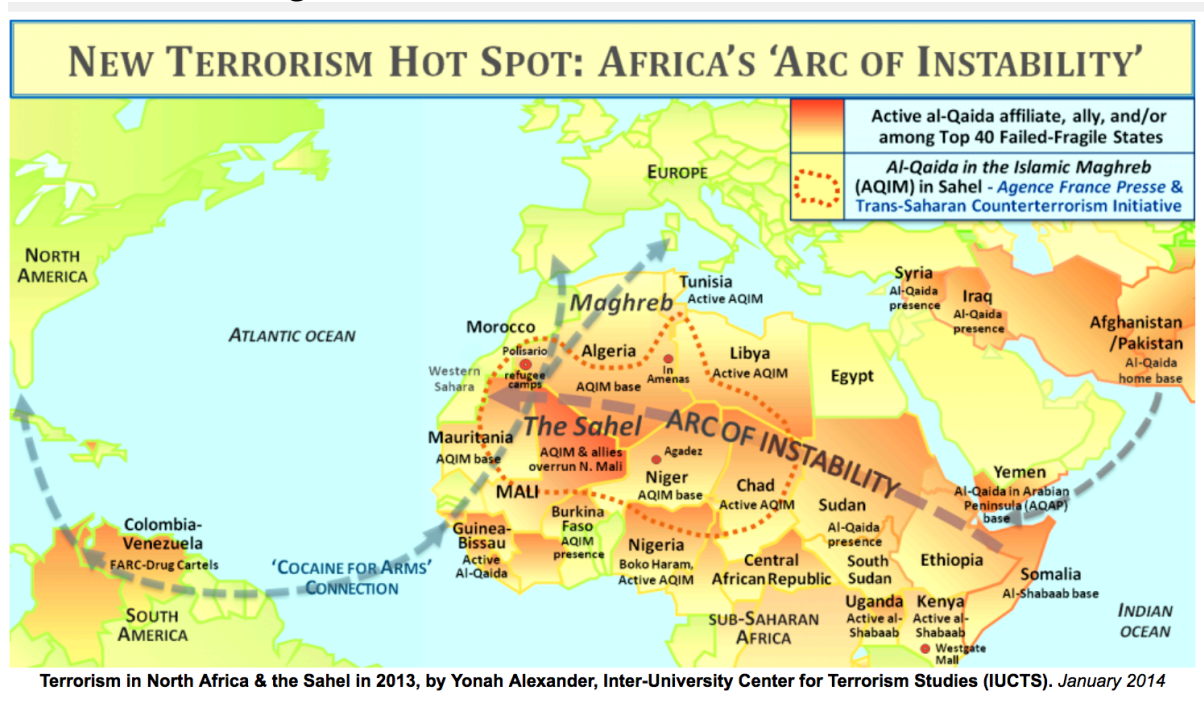 NEW TERRORISM HOT SPOT: AFRICA'S 'ARC OF INSTABILITY'
Active al-Qaida affiliate, ally, and/or
among Top 40 Failed-Fragile States
Al-Qaida in the Islamic Maghreb
(AQIM) in Sahel - Agence France Presse &
Trans-Saharan Counterterrorism Initiative
EUROPE
NORTH
AMERICA
ATLANTIC OCEAN
Maghreb
Tunisia
Active AQIM
Syria
Al-Qaida
presence
Iraq
Al-Qaida
presence
Afghanistan
/Pakistan
Al-Qaida
home base
Morocco
Polisario
refugee
camps
Western
Sahara
Algeria
AQIM base
In
Amenas
Libya
Active AQIM
Egypt
The Sahel
ARC OF INSTABILITY
Mauritania
AQIM base
AQIM & allies
overrun N. Mali
MALI
Agadez
Niger
AQIM base
Chad
Active AQIM
Sudan
Al-Qaida
presence
Yemen
Al-Qaida in Arabian
Peninsula (AQAP)
base
Colombia-
Venezuela
FARC-Drug Cartels
'COCAINE FOR ARMS'
CONNECTION
Guinea-
Bissau
Active
Al-Qaida
Burkina
Faso
AQIM
presence
Nigeria
Boko Haram,
Active AQIM
Central
African Republic
South
Sudan
Ethiopia
Somalia
Al-Shabaab base
SOUTH
AMERICA
SUB-SAHARAN
AFRICA
Uganda
Active al-
Shabaab
Kenya
Active al-
Shabaab
Westgate
Mall
INDIAN
OCEAN
Terrorism in North Africa & the Sahel in 2013, by Yonah Alexander, Inter-University Center for Terrorism Studies (IUCTS). January 2014